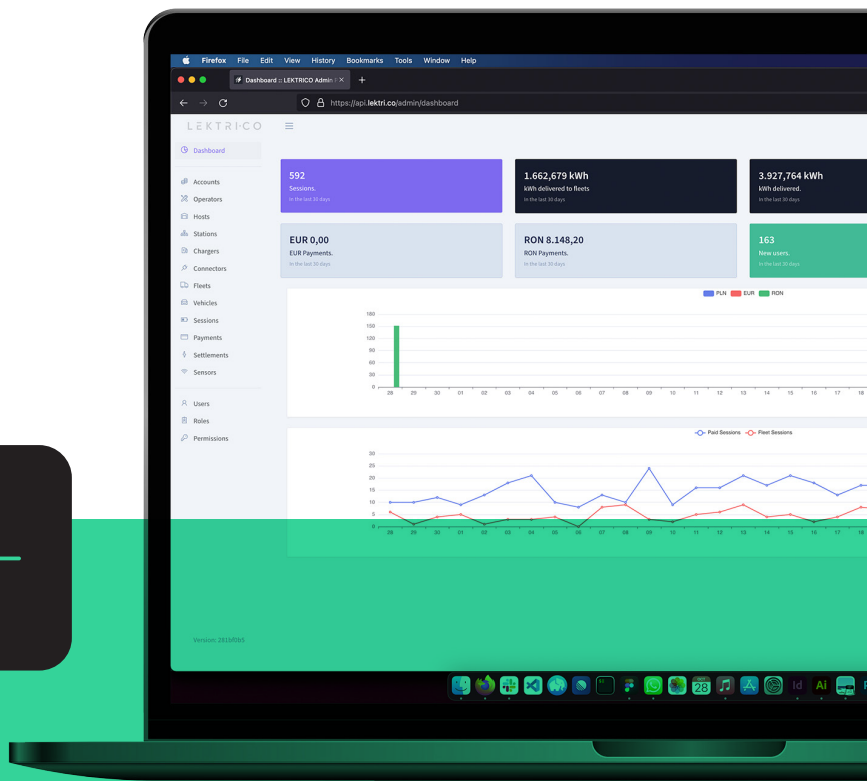 Firefox File Edit View History Bookmarks Tools Window Help
Dashboard :: LEKTRICO Admin
https://api.lektri.co/admin/dashboard
LEKTRI·CO
Dashboard
Accounts
Operators
Hosts
Stations
Chargers
Connectors
Fleets
Vehicles
Sessions
Payments
Settlements
Sensors
Users
Roles
Permissions
592
Sessions.
In the last 30 days
1.662,679 kWh
kWh delivered to fleets
In the last 30 days
3.927,764 kWh
kWh delivered.
In the last 30 days
EUR 0,00
EUR Payments.
In the last 30 days
RON 8.148,20
RON Payments.
In the last 30 days
163
New users.
In the last 30 days
PLN EUR RON
180
150
120
90
60
30
0
28 29 30 01 02 03 04 05 06 07 08 09 10 11 12 13 14 15 16 17 18
Paid Sessions Fleet Sessions
30
25
20
15
10
5
0
28 29 30 01 02 03 04 05 06 07 08 09 10 11 12 13 14 15 16 17 18
Version: 281bf0b5
28
Id Ai